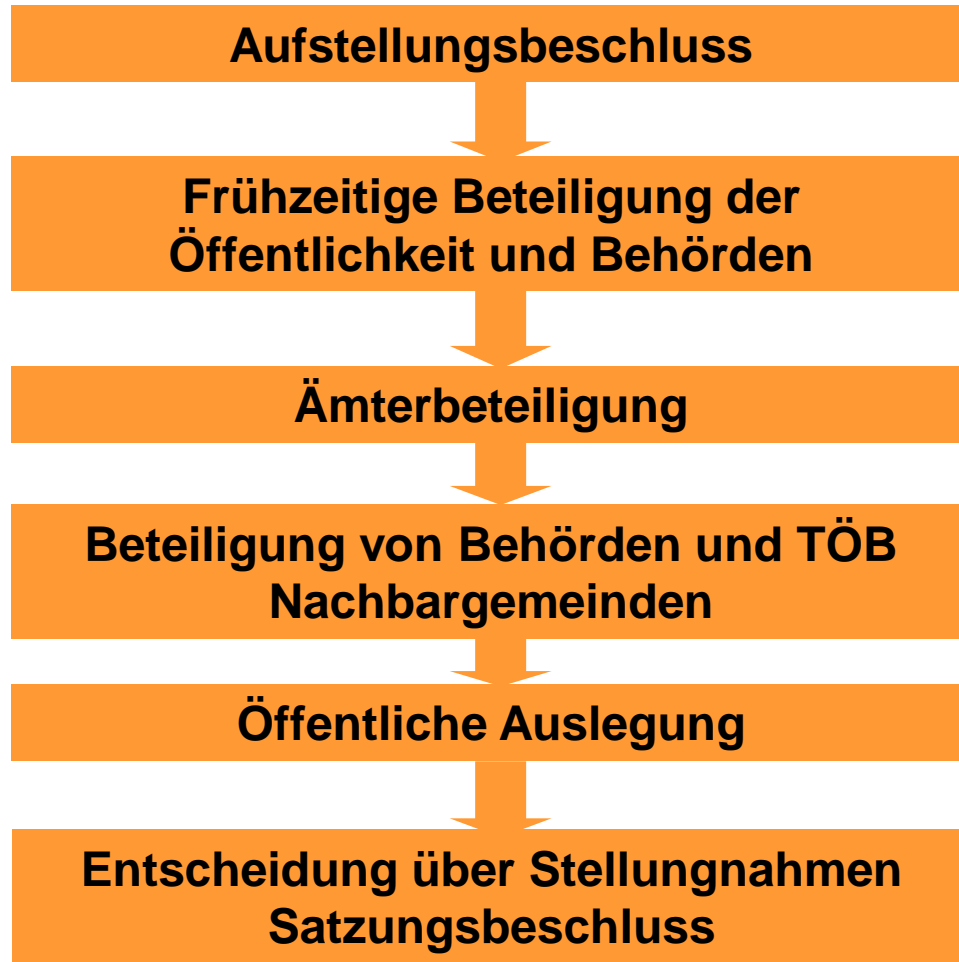 Aufstellungsbeschluss
Frühzeitige Beteiligung der
Öffentlichkeit und Behörden
Ämterbeteiligung
Beteiligung von Behörden und TÖB
Nachbargemeinden
Öffentliche Auslegung
Entscheidung über Stellungnahmen
Satzungsbeschluss